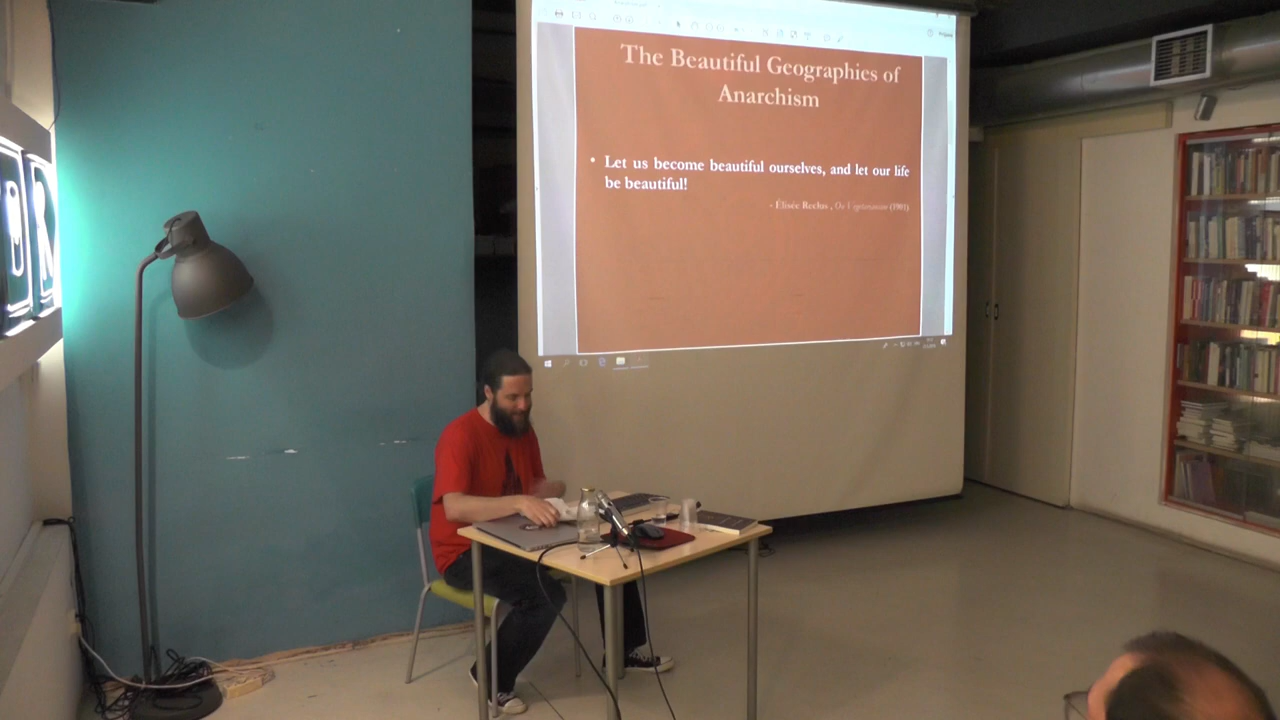 The Beautiful Geographies of
Anarchism
• Let us become beautiful ourselves, and let our life
be beautiful!
- Élisée Reclus , On Vegetarianism (1901)